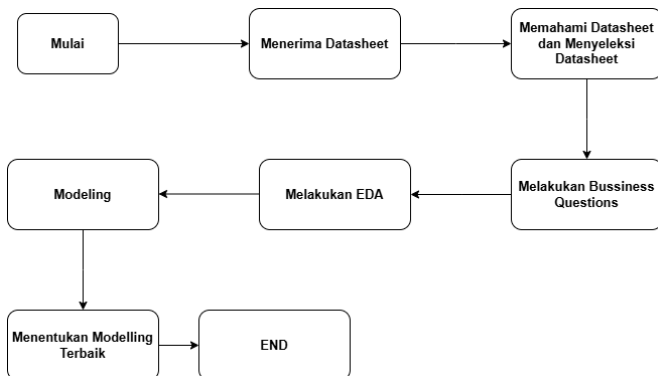 Mulai
Menerima Datasheet
Memahami Datasheet
dan Menyeleksi
Datasheet
Melakukan Bussiness
Questions
Melakukan EDA
Modeling
Menentukan Modelling
Terbaik
END